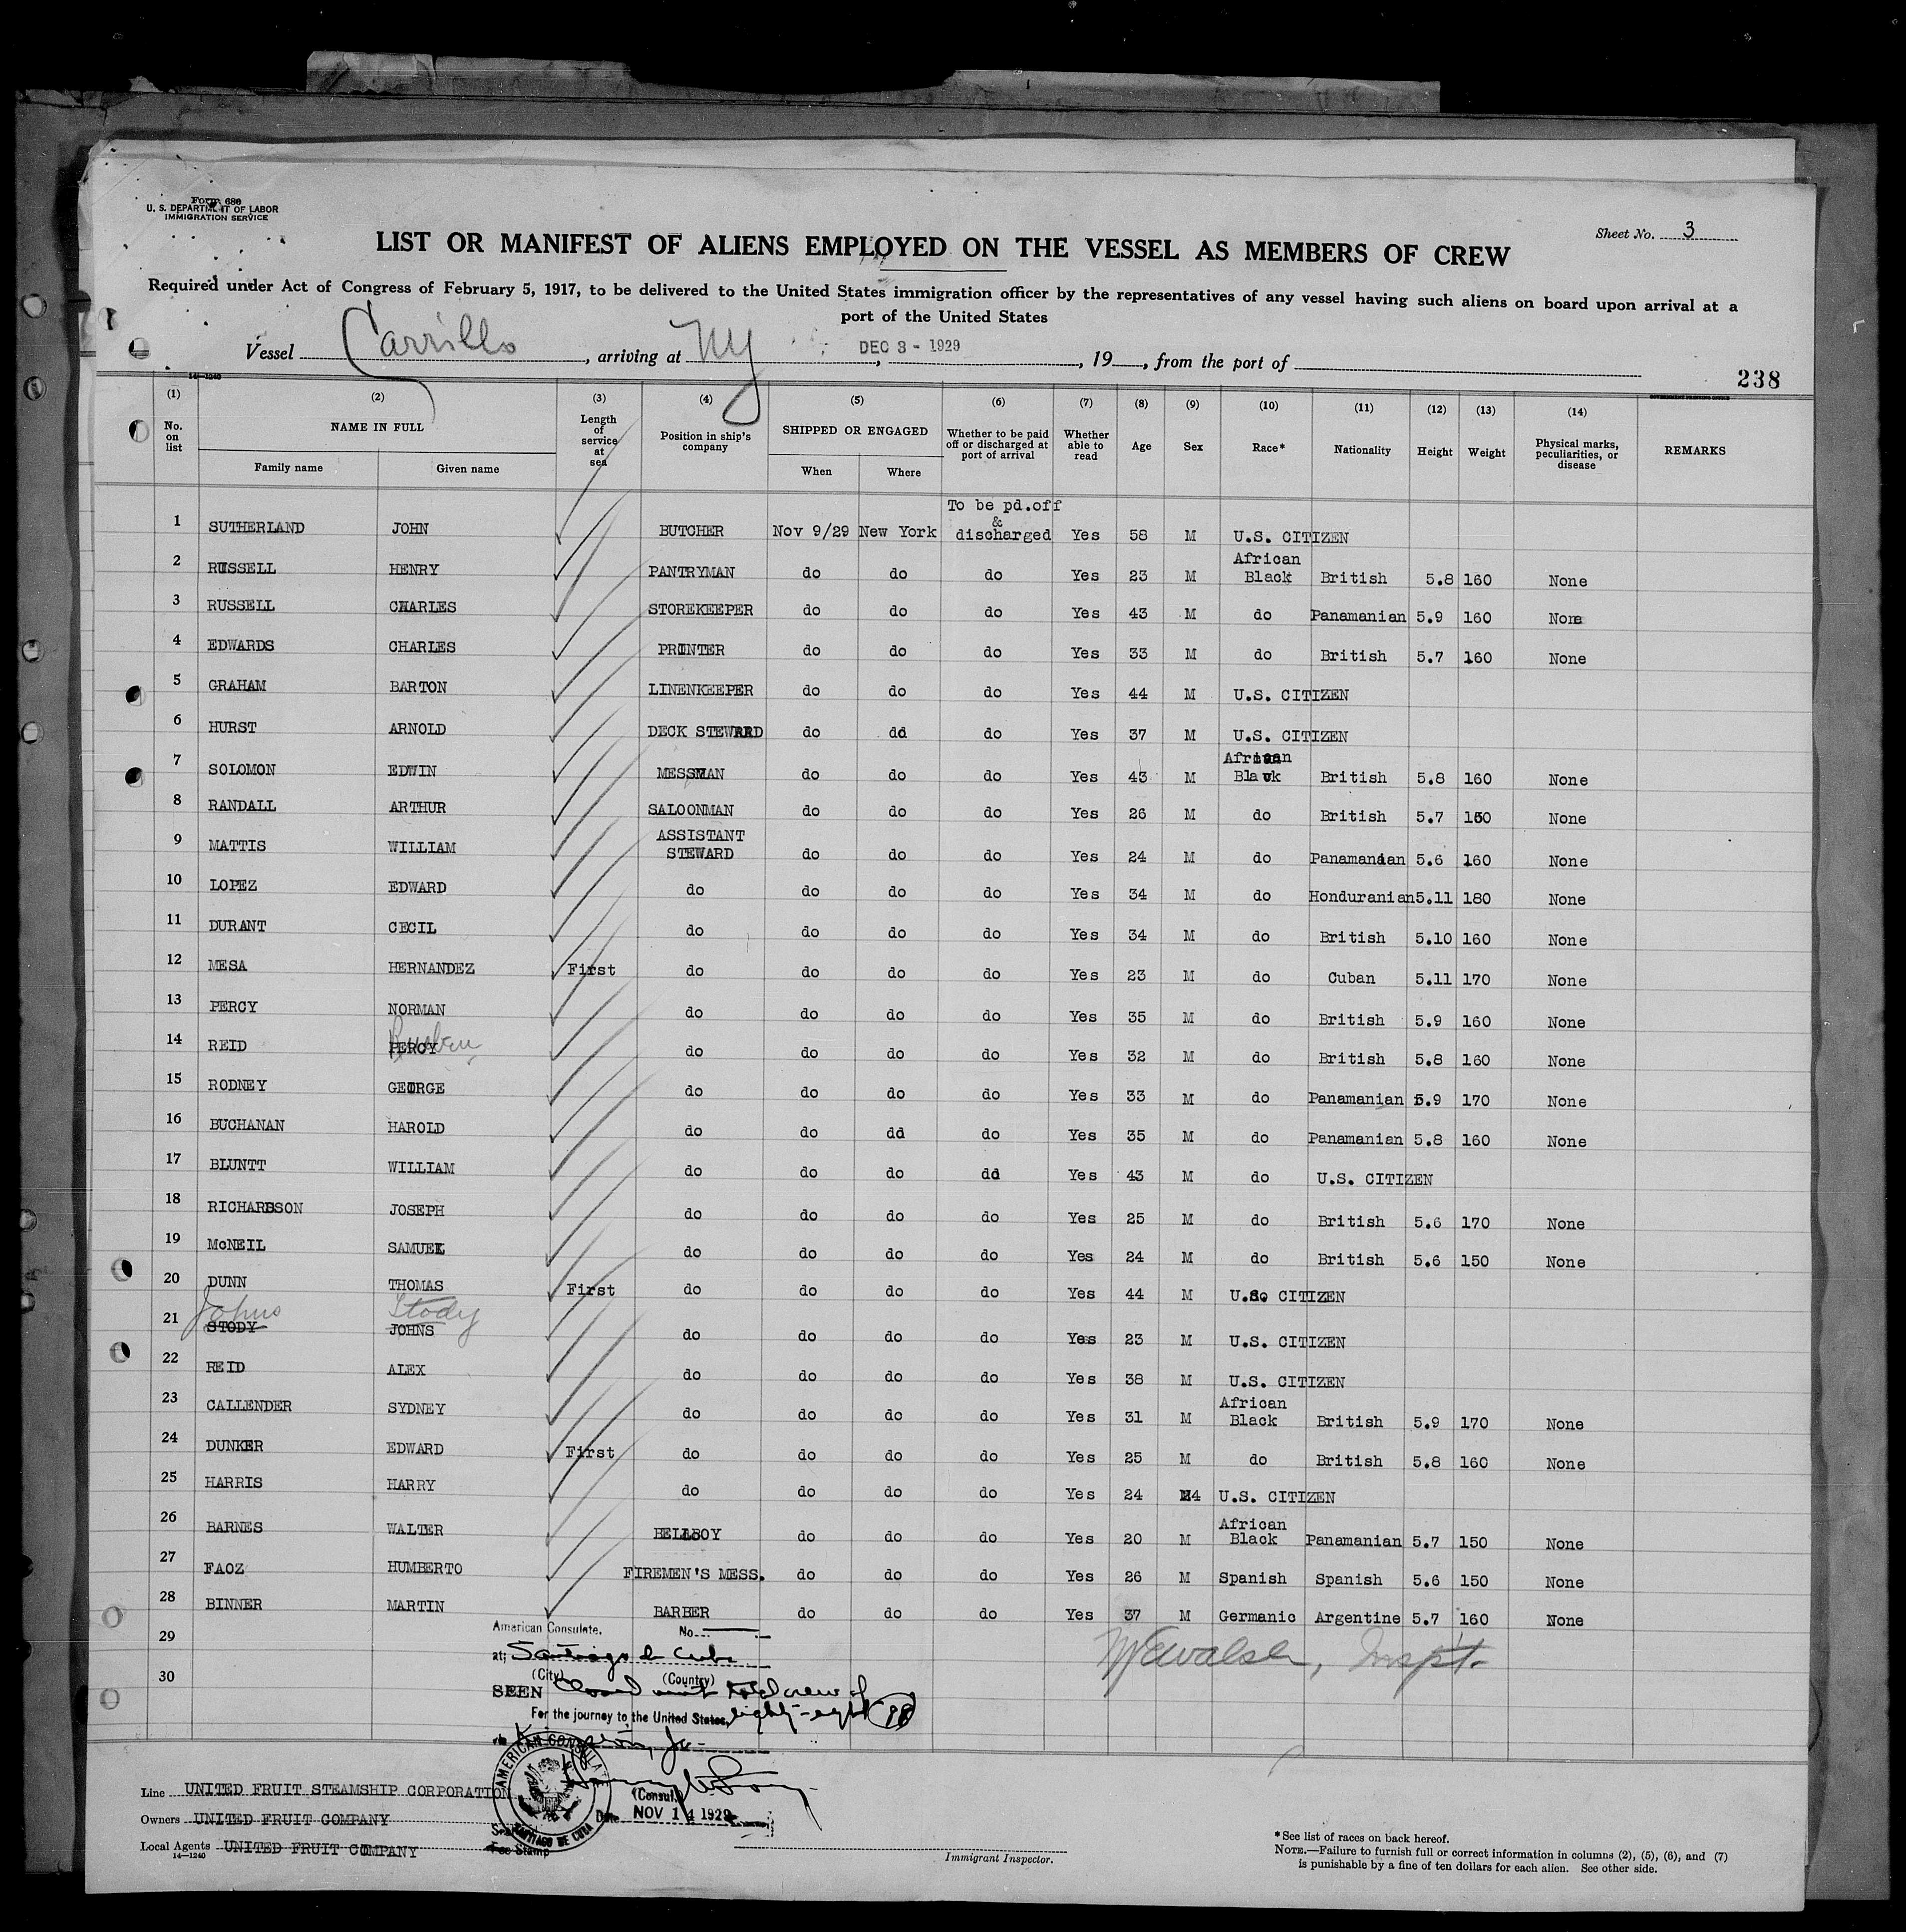 Form 680
U. S. DEPARTMENT OF LABOR
IMMIGRATION SERVICE
Sheet No. 3
LIST OR MANIFEST OF ALIENS EMPLOYED ON THE VESSEL AS MEMBERS OF CREW
Required under Act of Congress of February 5, 1917, to be delivered to the United States immigration officer by the representatives of any vessel having such aliens on board upon arrival at a
port of the United States
Vessel Carrillo, arriving at NY, DEC 3 - 1929, 19, from the port of
238
14-1240
GOVERNMENT PRINTING OFFICE
(1) (2) (3) (4) (5) (6) (7) (8) (9) (10) (11) (12) (13) (14)
No. on list NAME IN FULL Length of service at sea Position in ship's company SHIPPED OR ENGAGED Whether to be paid off or discharged at port of arrival Whether able to read Age Sex Race* Nationality Height Weight Physical marks, peculiarities, or disease REMARKS
Family name Given name When Where
1 SUTHERLAND JOHN BUTCHER Nov 9/29 New York To be pd.off & discharged Yes 58 M U.S. CITIZEN
2 RUSSELL HENRY PANTRYMAN do do do Yes 23 M African Black British 5.8 160 None
3 RUSSELL CHARLES STOREKEEPER do do do Yes 43 M do Panamanian 5.9 160 None
4 EDWARDS CHARLES PRINTER do do do Yes 33 M do British 5.7 160 None
5 GRAHAM BARTON LINENKEEPER do do do Yes 44 M U.S. CITIZEN
6 HURST ARNOLD DECK STEWARD do do do Yes 37 M U.S. CITIZEN
7 SOLOMON EDWIN MESSMAN do do do Yes 43 M African Black British 5.8 160 None
8 RANDALL ARTHUR SALOONMAN do do do Yes 26 M do British 5.7 150 None
9 MATTIS WILLIAM ASSISTANT STEWARD do do do Yes 24 M do Panamanian 5.6 160 None
10 LOPEZ EDWARD do do do do Yes 34 M do Honduranian 5.11 180 None
11 DURANT CECIL do do do do Yes 34 M do British 5.10 160 None
12 MESA HERNANDEZ First do do do do Yes 23 M do Cuban 5.11 170 None
13 PERCY NORMAN do do do do Yes 35 M do British 5.9 160 None
14 REID PERCY Reuben do do do do Yes 32 M do British 5.8 160 None
15 RODNEY GEORGE do do do do Yes 33 M do Panamanian 5.9 170 None
16 BUCHANAN HAROLD do do do do Yes 35 M do Panamanian 5.8 160 None
17 BLUNTT WILLIAM do do do do Yes 43 M do U.S. CITIZEN
18 RICHARDSON JOSEPH do do do do Yes 25 M do British 5.6 170 None
19 McNEIL SAMUEL do do do do Yes 24 M do British 5.6 150 None
20 DUNN THOMAS First do do do do Yes 44 M U.S. CITIZEN
Johns Stody
21 STODY JOHNS do do do do Yes 23 M U.S. CITIZEN
22 REID ALEX do do do do Yes 38 M U.S. CITIZEN
23 CALLENDER SYDNEY do do do do Yes 31 M African Black British 5.9 170 None
24 DUNKER EDWARD First do do do do Yes 25 M do British 5.8 160 None
25 HARRIS HARRY do do do do Yes 24 M U.S. CITIZEN
26 BARNES WALTER BELLBOY do do do Yes 20 M African Black Panamanian 5.7 150 None
27 FAOZ HUMBERTO FIREMEN'S MESS. do do do Yes 26 M Spanish Spanish 5.6 150 None
28 BINNER MARTIN BARBER do do do Yes 37 M Germanic Argentine 5.7 160 None
29
30
American Consulate, No.
at; Santiago de Cuba
(City) (Country)
SEEN Closed with total crew of
For the journey to the United States, eighty-eight 88
via Kingston, Ja
(Consul.)
Date NOV 14 1929
Fee Stamp
AMERICAN CONSULATE
SANTIAGO DE CUBA
Walsh, Inspt.
Line UNITED FRUIT STEAMSHIP CORPORATION
Owners UNITED FRUIT COMPANY
Local Agents UNITED FRUIT COMPANY
14-1240
Immigrant Inspector.
*See list of races on back hereof.
NOTE.—Failure to furnish full or correct information in columns (2), (5), (6), and (7)
is punishable by a fine of ten dollars for each alien. See other side.